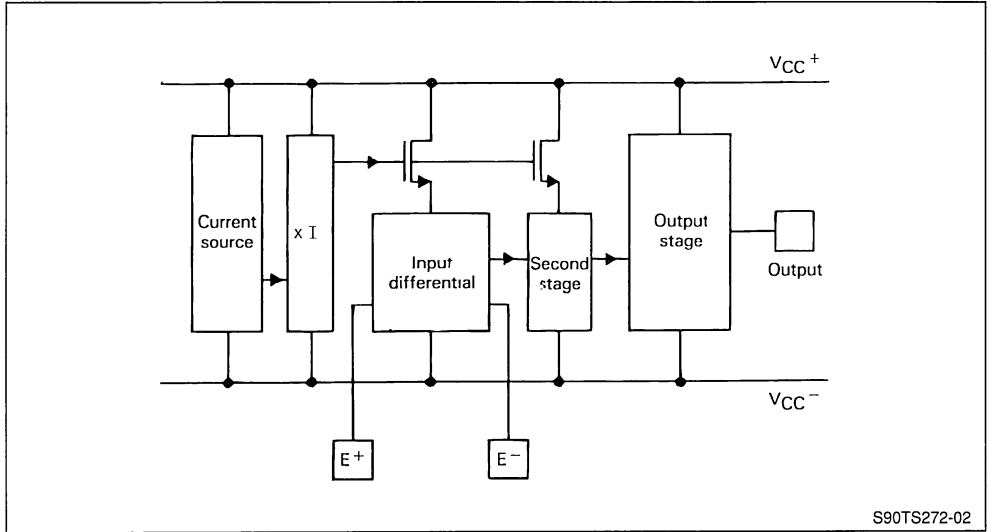 VCC+
Current
source
x I
Input
differential
Second
stage
Output
stage
Output
VCC-
E+
E-
S90TS272-02